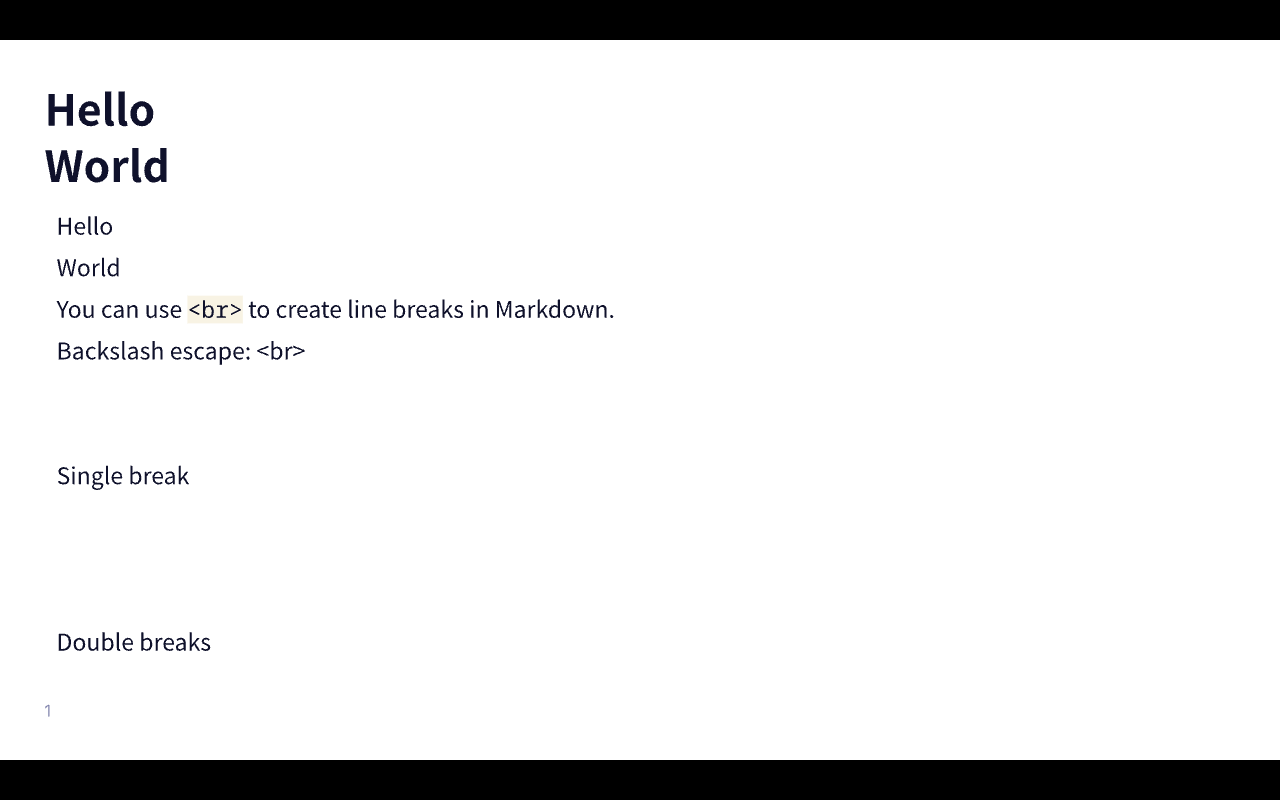 Hello
World
Hello
World
You can use <br> to create line breaks in Markdown.
Backslash escape: <br>
Single break
Double breaks
1